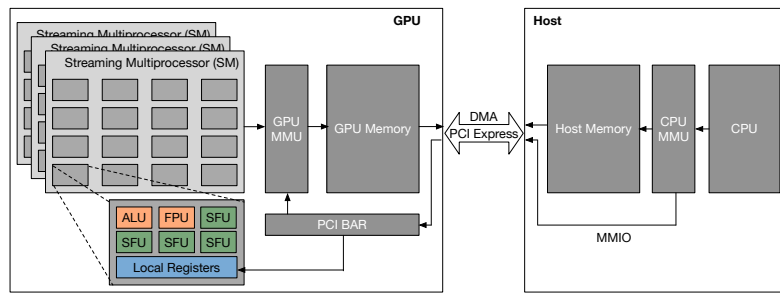 GPU
Host
Streaming Multiprocessor (SM)
Streaming Multiprocessor (SM)
Streaming Multiprocessor (SM)
GPU
MMU
GPU Memory
DMA
PCI Express
Host Memory
CPU
MMU
CPU
ALU
FPU
SFU
SFU
SFU
SFU
Local Registers
PCI BAR
MMIO